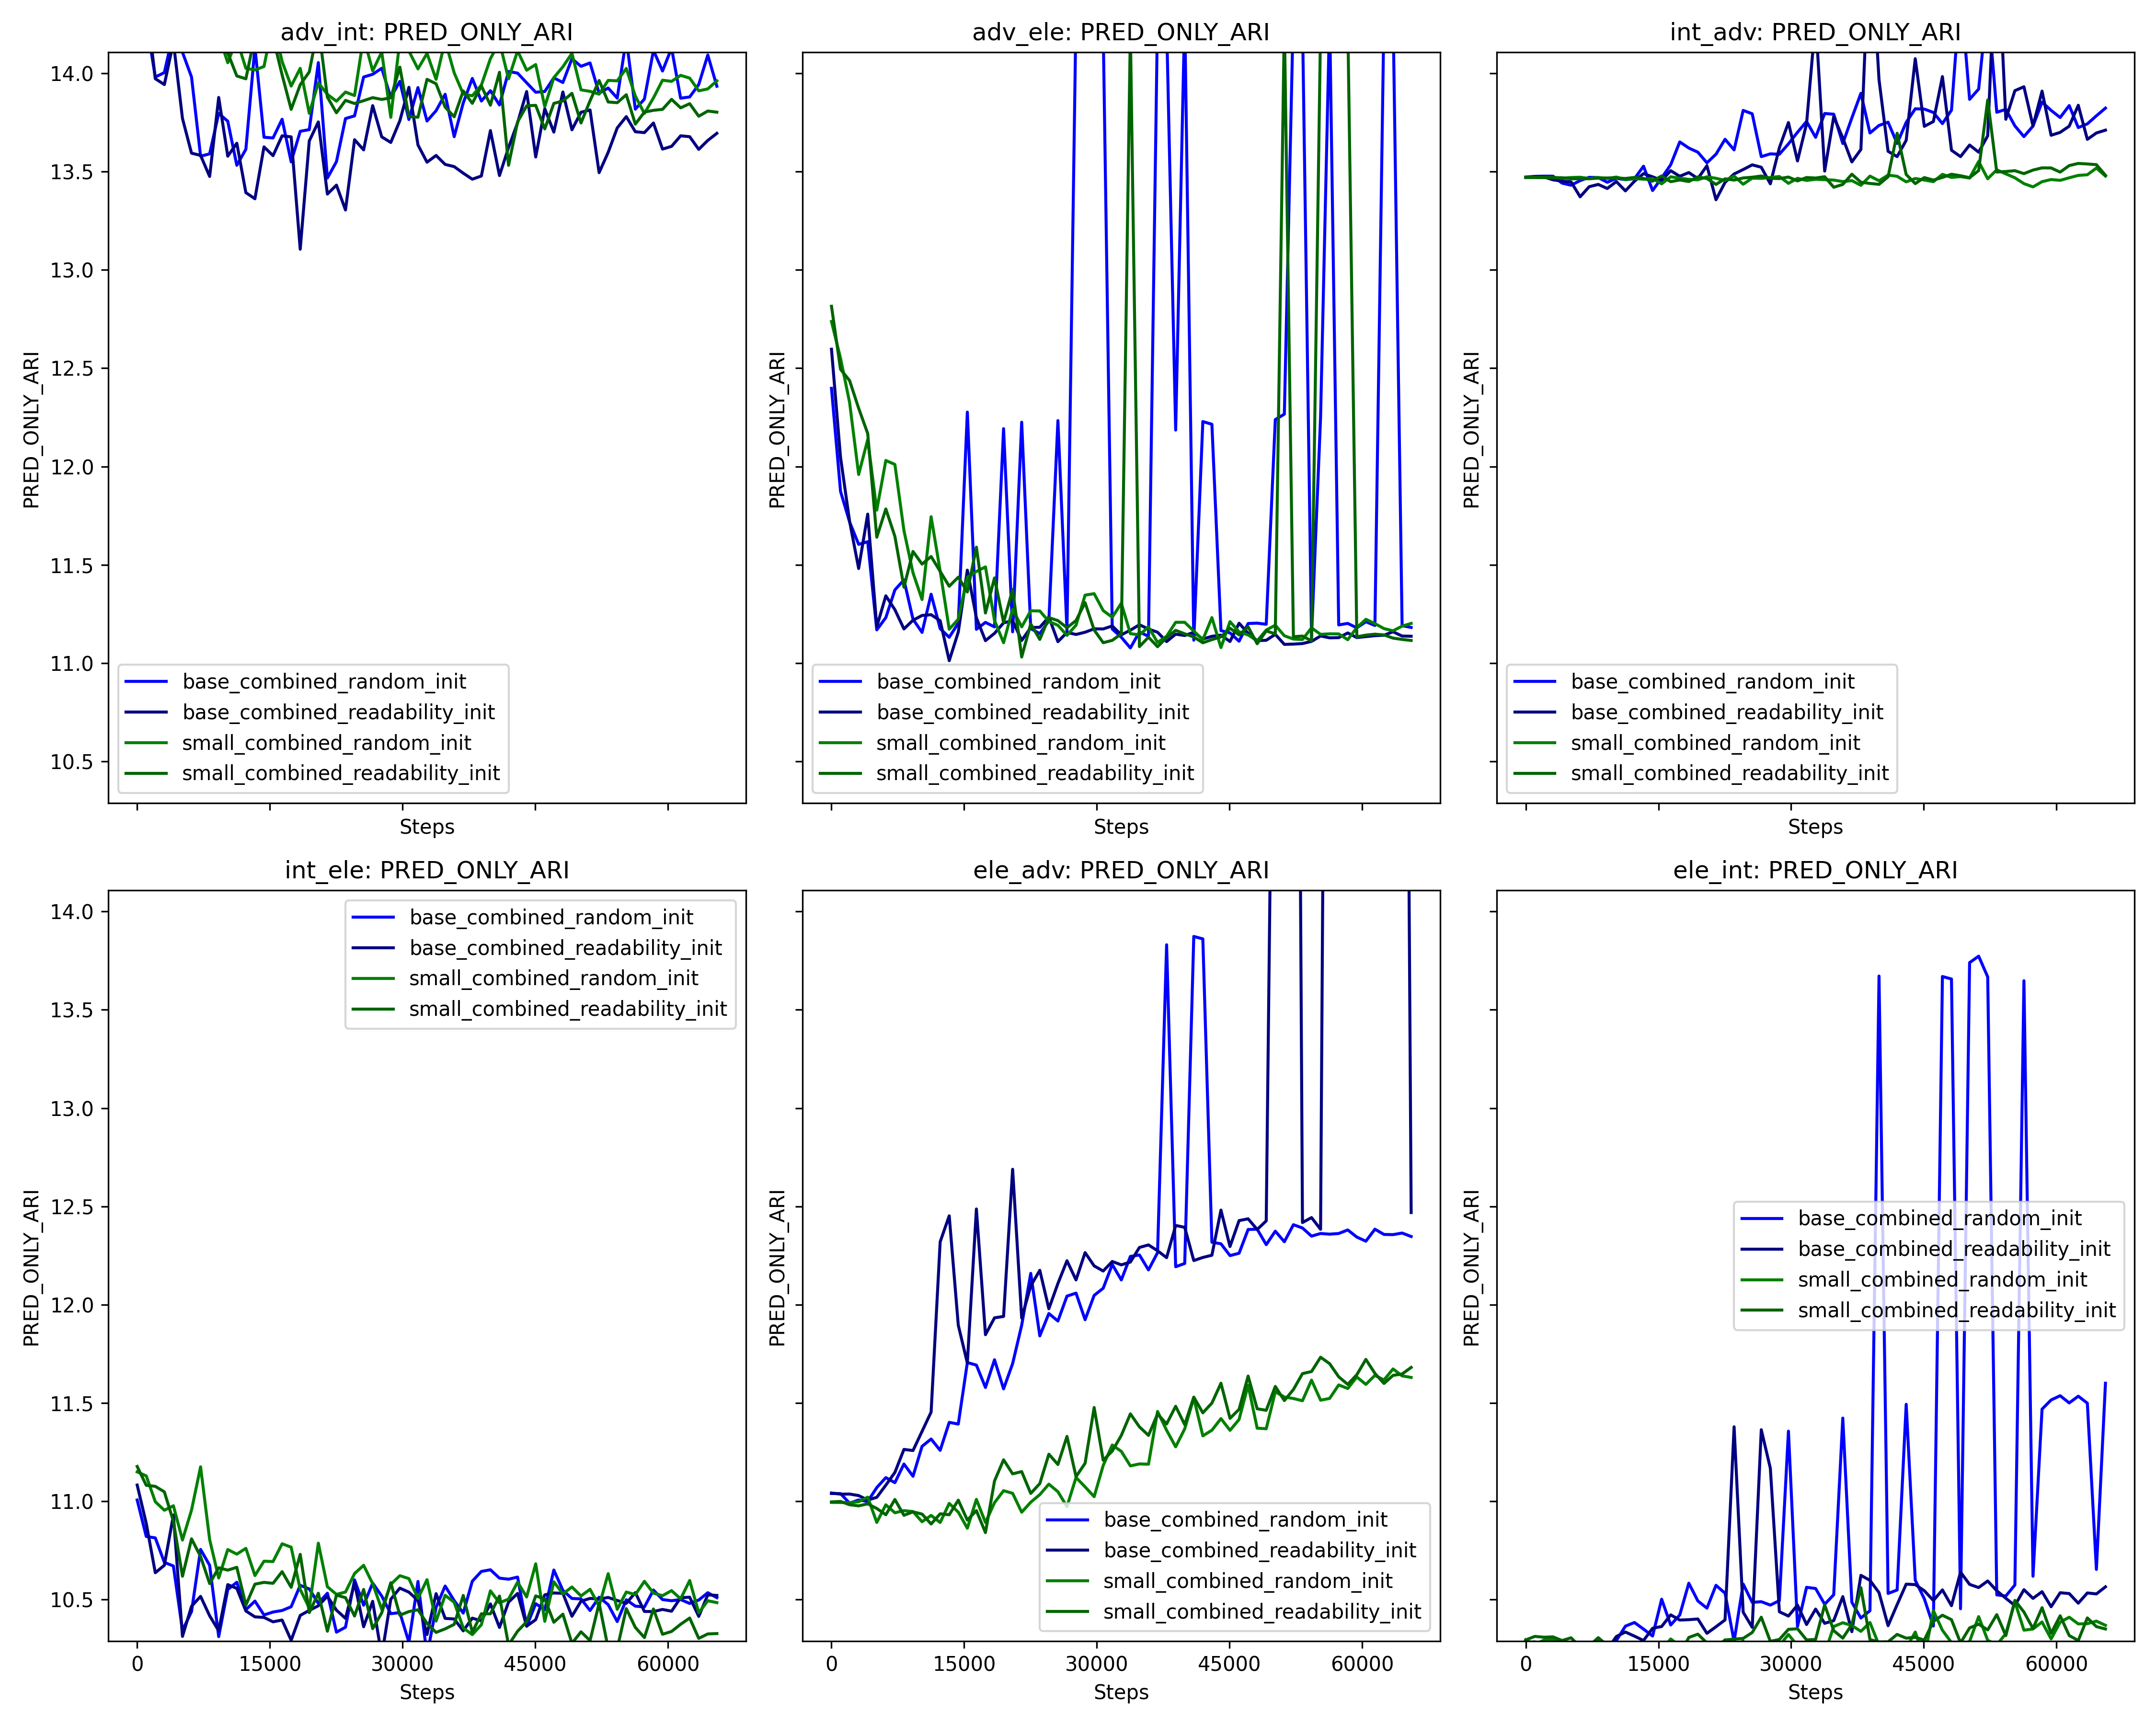 adv_int: PRED_ONLY_ARI
adv_ele: PRED_ONLY_ARI
int_adv: PRED_ONLY_ARI
14.0
13.5
13.0
12.5
12.0
11.5
11.0
10.5
PRED_ONLY_ARI
PRED_ONLY_ARI
PRED_ONLY_ARI
base_combined_random_init
base_combined_readability_init
small_combined_random_init
small_combined_readability_init
base_combined_random_init
base_combined_readability_init
small_combined_random_init
small_combined_readability_init
base_combined_random_init
base_combined_readability_init
small_combined_random_init
small_combined_readability_init
Steps
Steps
Steps
int_ele: PRED_ONLY_ARI
ele_adv: PRED_ONLY_ARI
ele_int: PRED_ONLY_ARI
14.0
13.5
13.0
12.5
12.0
11.5
11.0
10.5
PRED_ONLY_ARI
PRED_ONLY_ARI
PRED_ONLY_ARI
base_combined_random_init
base_combined_readability_init
small_combined_random_init
small_combined_readability_init
base_combined_random_init
base_combined_readability_init
small_combined_random_init
small_combined_readability_init
base_combined_random_init
base_combined_readability_init
small_combined_random_init
small_combined_readability_init
0 15000 30000 45000 60000
0 15000 30000 45000 60000
0 15000 30000 45000 60000
Steps
Steps
Steps